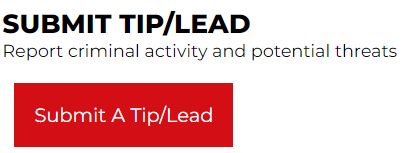 SUBMIT TIP/LEAD
Report criminal activity and potential threats
Submit A Tip/Lead